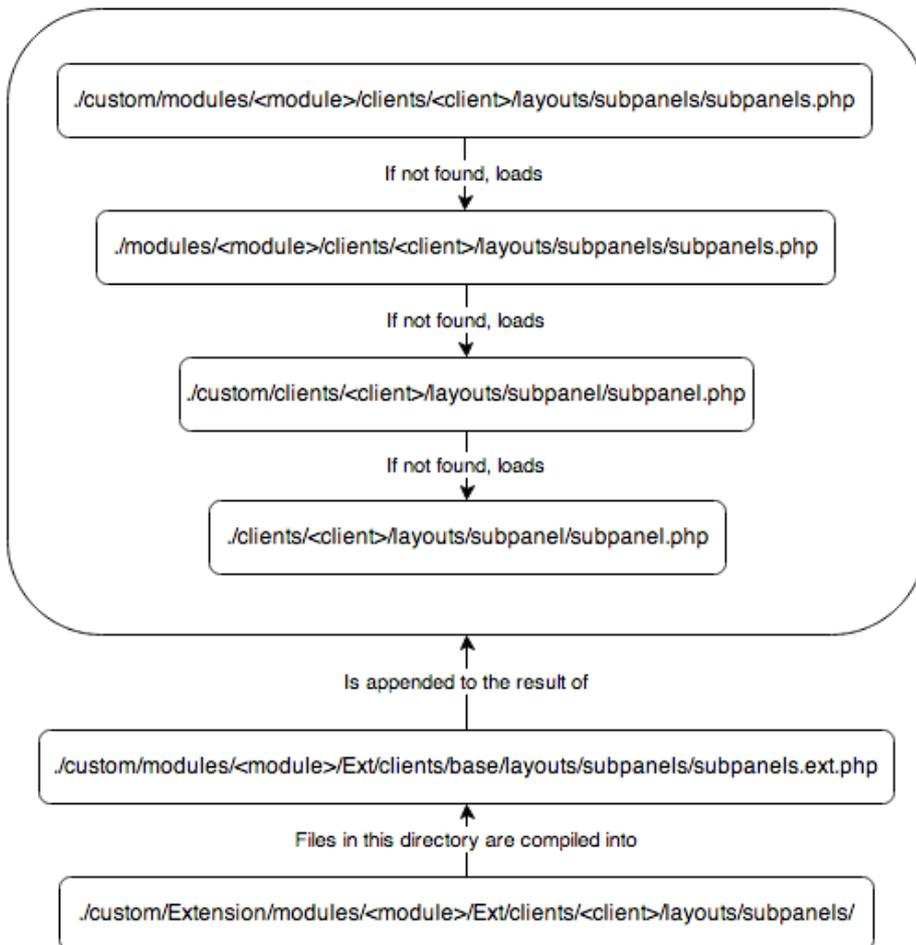 ./custom/modules/<module>/clients/<client>/layouts/subpanels/subpanels.php
If not found, loads
./modules/<module>/clients/<client>/layouts/subpanels/subpanels.php
If not found, loads
./custom/clients/<client>/layouts/subpanel/subpanel.php
If not found, loads
./clients/<client>/layouts/subpanel/subpanel.php
Is appended to the result of
./custom/modules/<module>/Ext/clients/base/layouts/subpanels/subpanels.ext.php
Files in this directory are compiled into
./custom/Extension/modules/<module>/Ext/clients/<client>/layouts/subpanels/